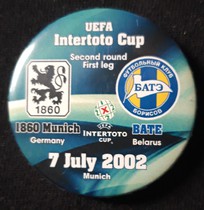 UEFA
Intertoto Cup
Second round
First leg
1860
ФУТБОЛЬНЫЙ КЛУБ
БАТЭ
БОРИСОВ
1860 Munich
Germany
INTERTOTO
CUP
BATE
Belarus
7 July 2002
Munich